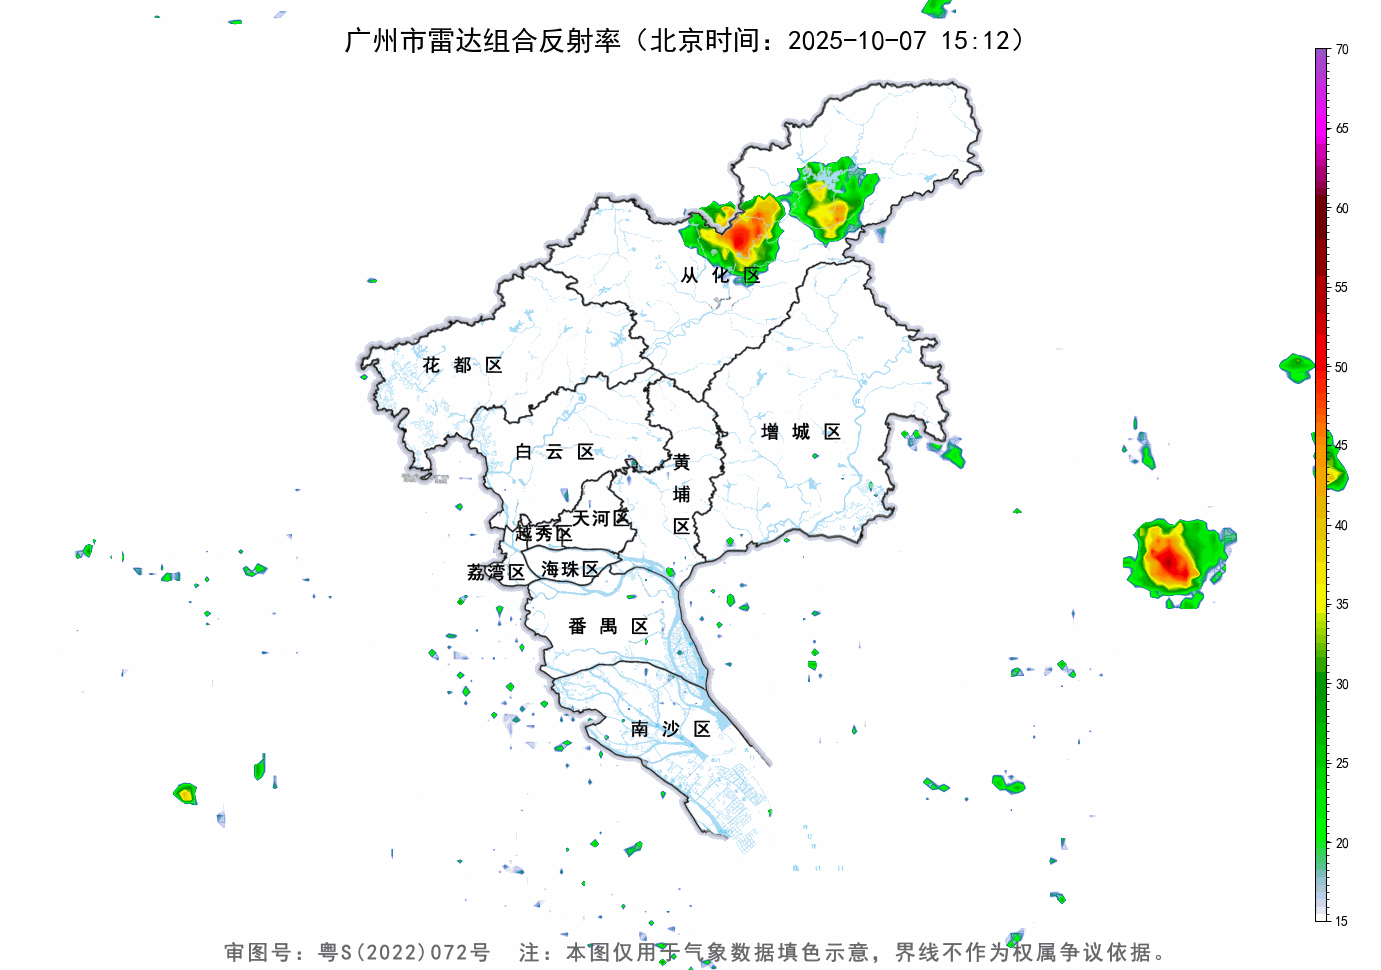 广州市雷达组合反射率（北京时间：2025-10-07 15:12）
70
65
60
55
50
45
40
35
30
25
20
15
从化区
花都区
增城区
白云区
黄埔区
天河区
越秀区
荔湾区
海珠区
番禺区
南沙区
审图号：粤S(2022)072号 注：本图仅用于气象数据填色示意，界线不作为权属争议依据。